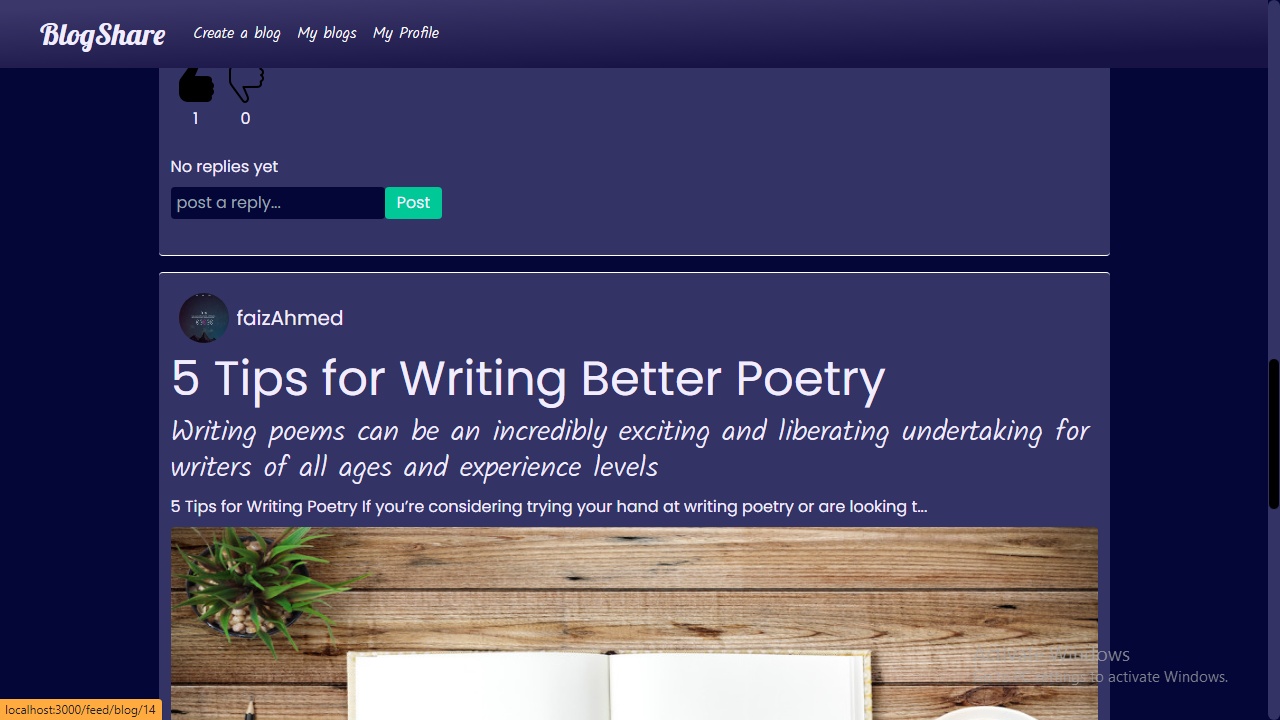 BlogShare Create a blog My blogs My Profile
1 0
No replies yet
post a reply... Post
faizAhmed
5 Tips for Writing Better Poetry
Writing poems can be an incredibly exciting and liberating undertaking for
writers of all ages and experience levels
5 Tips for Writing Poetry If you’re considering trying your hand at writing poetry or are looking t...
to activate Windows.
localhost:3000/feed/blog/14